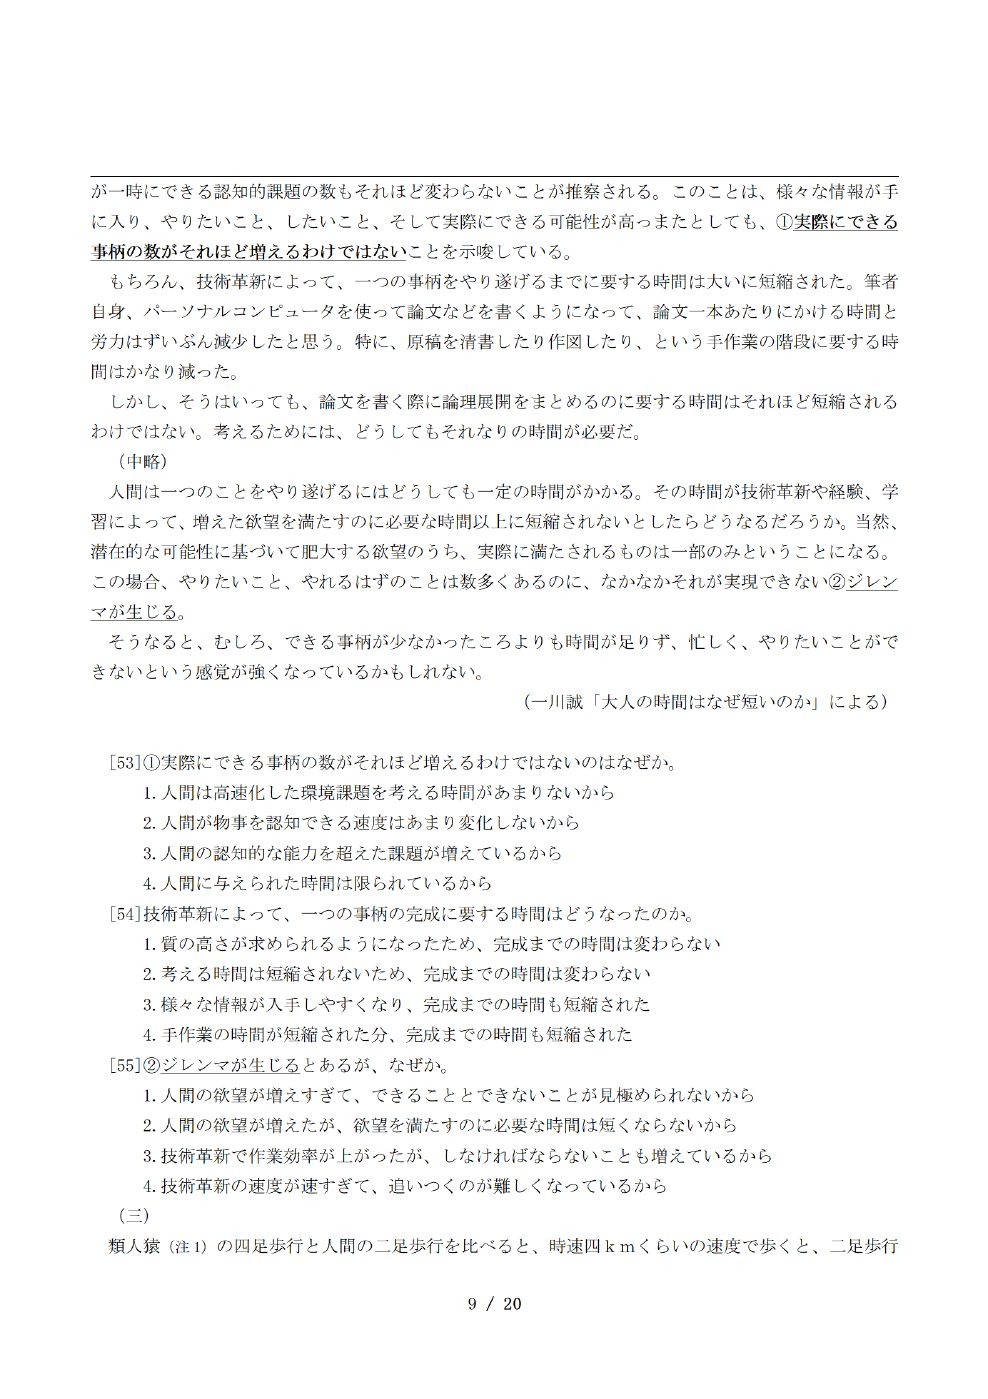 が一時にできる認知的課題の数もそれほど変わらないことが推察される。このことは、様々な情報が手
に入り、やりたいこと、したいこと、そして実際にできる可能性が高っまたとしても、①実際にできる
事柄の数がそれほど増えるわけではないことを示唆している。
もちろん、技術革新によって、一つの事柄をやり遂げるまでに要する時間は大いに短縮された。筆者
自身、パーソナルコンピュータを使って論文などを書くようになって、論文一本あたりにかける時間と
労力はずいぶん減少したと思う。特に、原稿を清書したり作図したり、という手作業の階段に要する時
間はかなり減った。
しかし、そうはいっても、論文を書く際に論理展開をまとめるのに要する時間はそれほど短縮される
わけではない。考えるためには、どうしてもそれなりの時間が必要だ。
（中略）
人間は一つのことをやり遂げるにはどうしても一定の時間がかかる。その時間が技術革新や経験、学
習によって、増えた欲望を満たすのに必要な時間以上に短縮されないとしたらどうなるだろうか。当然、
潜在的な可能性に基づいて肥大する欲望のうち、実際に満たされるものは一部のみということになる。
この場合、やりたいこと、やれるはずのことは数多くあるのに、なかなかそれが実現できない②ジレン
マが生じる。
そうなると、むしろ、できる事柄が少なかったころよりも時間が足りず、忙しく、やりたいことがで
きないという感覚が強くなっているかもしれない。
（一川誠「大人の時間はなぜ短いのか」による）
[53]①実際にできる事柄の数がそれほど増えるわけではないのはなぜか。
1.人間は高速化した環境課題を考える時間があまりないから
2.人間が物事を認知できる速度はあまり変化しないから
3.人間の認知的な能力を超えた課題が増えているから
4.人間に与えられた時間は限られているから
[54]技術革新によって、一つの事柄の完成に要する時間はどうなったのか。
1.質の高さが求められるようになったため、完成までの時間は変わらない
2.考える時間は短縮されないため、完成までの時間は変わらない
3.様々な情報が入手しやすくなり、完成までの時間も短縮された
4.手作業の時間が短縮された分、完成までの時間も短縮された
[55]②ジレンマが生じるとあるが、なぜか。
1.人間の欲望が増えすぎて、できることとできないことが見極められないから
2.人間の欲望が増えたが、欲望を満たすのに必要な時間は短くならないから
3.技術革新で作業効率が上がったが、しなければならないことも増えているから
4.技術革新の速度が速すぎて、追いつくのが難しくなっているから
（三）
類人猿（注1）の四足歩行と人間の二足歩行を比べると、時速四ｋｍくらいの速度で歩くと、二足歩行
9 / 20